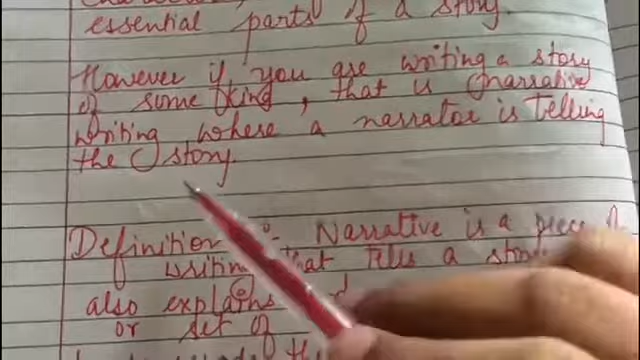 essential parts of a story.
However if you are writing a story
of some kind, that is narrative
writing where a narrator is telling
the story.
Definition :- Narrative is a piece of
writing that tells a
also explains
or set of